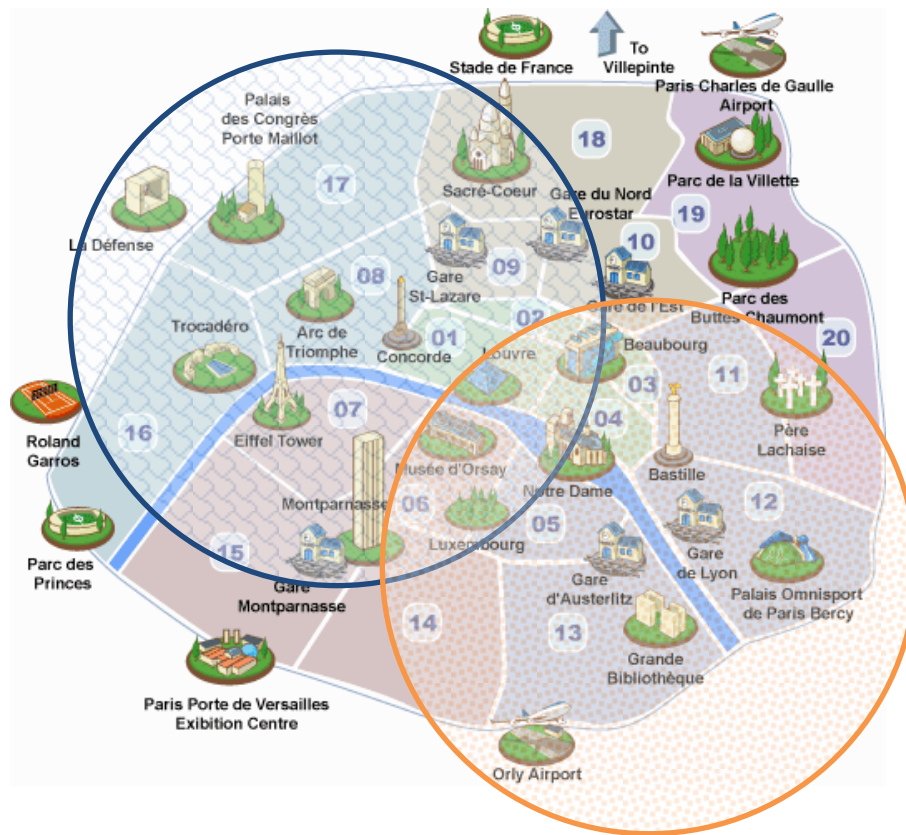 To
Villepinte
Stade de France
Paris Charles de Gaulle
Airport
Palais
des Congrès
Porte Maillot
18
17
Parc de la Villette
Sacré-Coeur
Gare du Nord
Eurostar
19
La Défense
10
09
08
Gare
St-Lazare
Parc des
Buttes Chaumont
Gare de l'Est
02
Trocadéro
Arc de
Triomphe
01
Concorde
Louvre
Beaubourg
20
03
11
07
04
Roland
Garros
16
Eiffel Tower
Père
Lachaise
Musée d'Orsay
Bastille
Notre Dame
Montparnasse
06
12
05
Luxembourg
15
Parc des
Princes
Gare
Montparnasse
Gare
d'Austerlitz
Gare
de Lyon
Palais Omnisport
de Paris Bercy
14
13
Grande
Bibliothèque
Paris Porte de Versailles
Exibition Centre
Orly Airport